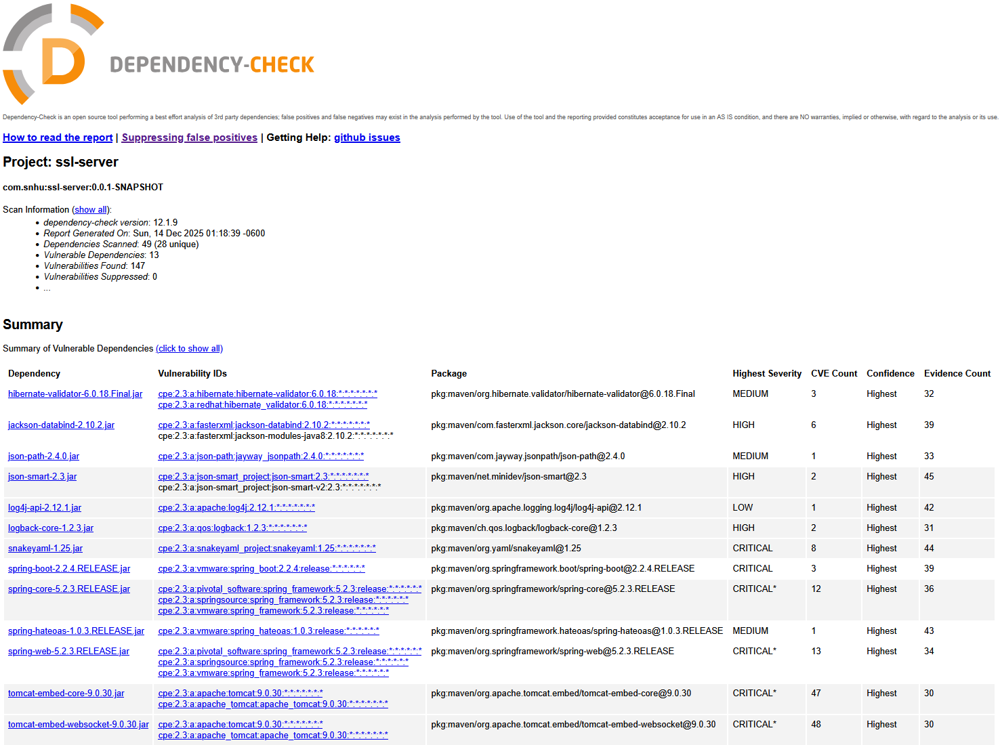 D
DEPENDENCY-CHECK
Dependency-Check is an open source tool performing a best effort analysis of 3rd party dependencies; false positives and false negatives may exist in the analysis performed by the tool. Use of the tool and the reporting provided constitutes acceptance for use in an AS IS condition, and there are NO warranties, implied or otherwise, with regard to the analysis or its use.
How to read the report | Suppressing false positives | Getting Help: github issues
Project: ssl-server
com.snhu:ssl-server:0.0.1-SNAPSHOT
Scan Information (show all):
• dependency-check version: 12.1.9
• Report Generated On: Sun, 14 Dec 2025 01:18:39 -0600
• Dependencies Scanned: 49 (28 unique)
• Vulnerable Dependencies: 13
• Vulnerabilities Found: 147
• Vulnerabilities Suppressed: 0
• ...
Summary
Summary of Vulnerable Dependencies (click to show all)
Dependency Vulnerability IDs Package Highest Severity CVE Count Confidence Evidence Count
hibernate-validator-6.0.18.Final.jar cpe:2.3:a:hibernate:hibernate-validator:6.0.18:*:*:*:*:*:*:* pkg:maven/org.hibernate.validator/hibernate-validator@6.0.18.Final MEDIUM 3 Highest 32
cpe:2.3:a:redhat:hibernate_validator:6.0.18:*:*:*:*:*:*:*
jackson-databind-2.10.2.jar cpe:2.3:a:fasterxml:jackson-databind:2.10.2:*:*:*:*:*:*:* pkg:maven/com.fasterxml.jackson.core/jackson-databind@2.10.2 HIGH 6 Highest 39
cpe:2.3:a:fasterxml:jackson-modules-java8:2.10.2:*:*:*:*:*:*:*
json-path-2.4.0.jar cpe:2.3:a:json-path:jayway_jsonpath:2.4.0:*:*:*:*:*:*:* pkg:maven/com.jayway.jsonpath/json-path@2.4.0 MEDIUM 1 Highest 33
json-smart-2.3.jar cpe:2.3:a:json-smart_project:json-smart:2.3:*:*:*:*:*:*:* pkg:maven/net.minidev/json-smart@2.3 HIGH 2 Highest 45
cpe:2.3:a:json-smart_project:json-smart-v2:2.3:*:*:*:*:*:*:*
log4j-api-2.12.1.jar cpe:2.3:a:apache:log4j:2.12.1:*:*:*:*:*:*:* pkg:maven/org.apache.logging.log4j/log4j-api@2.12.1 LOW 1 Highest 42
logback-core-1.2.3.jar cpe:2.3:a:qos:logback:1.2.3:*:*:*:*:*:*:* pkg:maven/ch.qos.logback/logback-core@1.2.3 HIGH 2 Highest 31
snakeyaml-1.25.jar cpe:2.3:a:snakeyaml_project:snakeyaml:1.25:*:*:*:*:*:*:* pkg:maven/org.yaml/snakeyaml@1.25 CRITICAL 8 Highest 44
spring-boot-2.2.4.RELEASE.jar cpe:2.3:a:vmware:spring_boot:2.2.4:release:*:*:*:*:*:* pkg:maven/org.springframework.boot/spring-boot@2.2.4.RELEASE CRITICAL 3 Highest 39
spring-core-5.2.3.RELEASE.jar cpe:2.3:a:pivotal_software:spring_framework:5.2.3:release:*:*:*:*:*:* pkg:maven/org.springframework/spring-core@5.2.3.RELEASE CRITICAL* 12 Highest 36
cpe:2.3:a:springsource:spring_framework:5.2.3:release:*:*:*:*:*:*
cpe:2.3:a:vmware:spring_framework:5.2.3:release:*:*:*:*:*:*
spring-hateoas-1.0.3.RELEASE.jar cpe:2.3:a:vmware:spring_hateoas:1.0.3:release:*:*:*:*:*:* pkg:maven/org.springframework.hateoas/spring-hateoas@1.0.3.RELEASE MEDIUM 1 Highest 43
spring-web-5.2.3.RELEASE.jar cpe:2.3:a:pivotal_software:spring_framework:5.2.3:release:*:*:*:*:*:* pkg:maven/org.springframework/spring-web@5.2.3.RELEASE CRITICAL* 13 Highest 34
cpe:2.3:a:springsource:spring_framework:5.2.3:release:*:*:*:*:*:*
cpe:2.3:a:vmware:spring_framework:5.2.3:release:*:*:*:*:*:*
tomcat-embed-core-9.0.30.jar cpe:2.3:a:apache:tomcat:9.0.30:*:*:*:*:*:*:* pkg:maven/org.apache.tomcat.embed/tomcat-embed-core@9.0.30 CRITICAL* 47 Highest 30
cpe:2.3:a:apache_tomcat:apache_tomcat:9.0.30:*:*:*:*:*:*:*
tomcat-embed-websocket-9.0.30.jar cpe:2.3:a:apache:tomcat:9.0.30:*:*:*:*:*:*:* pkg:maven/org.apache.tomcat.embed/tomcat-embed-websocket@9.0.30 CRITICAL* 48 Highest 30
cpe:2.3:a:apache_tomcat:apache_tomcat:9.0.30:*:*:*:*:*:*:*